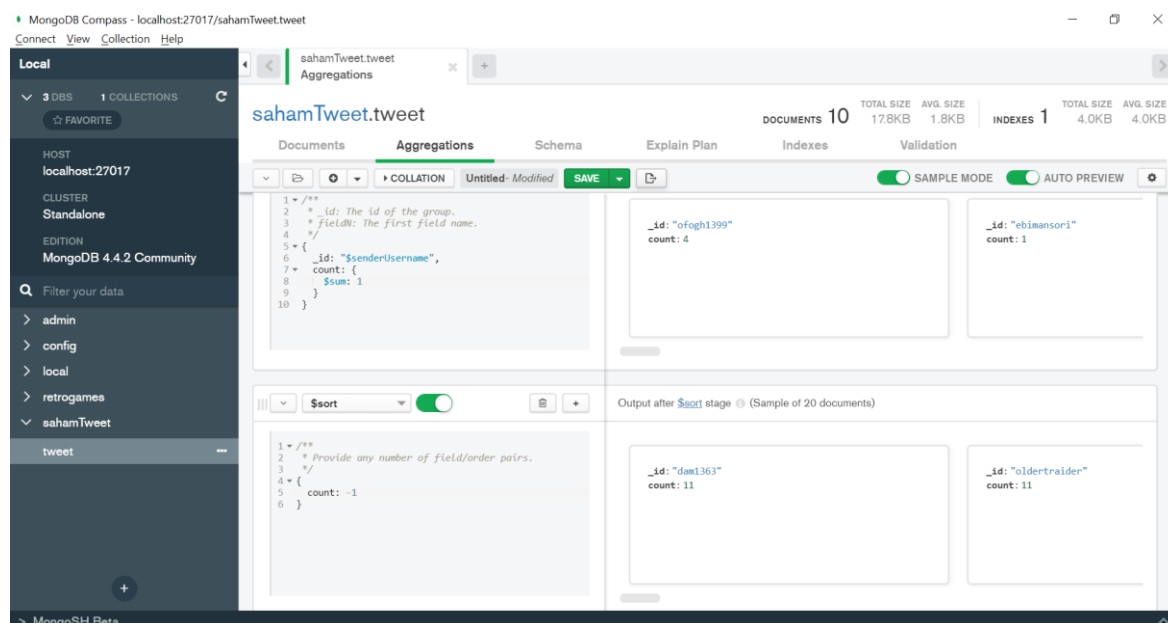 MongoDB Compass - localhost:27017/sahamTweet.tweet
Connect View Collection Help
Local
3 DBS 1 COLLECTIONS
FAVORITE
HOST
localhost:27017
CLUSTER
Standalone
EDITION
MongoDB 4.4.2 Community
Filter your data
admin
config
local
retrogames
sahamTweet
tweet
sahamTweet.tweet
Aggregations
sahamTweet.tweet
DOCUMENTS 10 TOTAL SIZE 17.8KB AVG. SIZE 1.8KB INDEXES 1 TOTAL SIZE 4.0KB AVG. SIZE 4.0KB
Documents Aggregations Schema Explain Plan Indexes Validation
COLLATION Untitled- Modified SAVE SAMPLE MODE AUTO PREVIEW
1 /**
2 * _id: The id of the group.
3 * fieldN: The first field name.
4 */
5 {
6 _id: "$senderUsername",
7 count: {
8 $sum: 1
9 }
10 }
_id: "ofogh1399"
count: 4
_id: "ebimansori"
count: 1
$sort
Output after $sort stage (Sample of 20 documents)
1 /**
2 * Provide any number of field/order pairs.
3 */
4 {
5 count: -1
6 }
_id: "dam1363"
count: 11
_id: "oldertraider"
count: 11
> MongoSH Beta